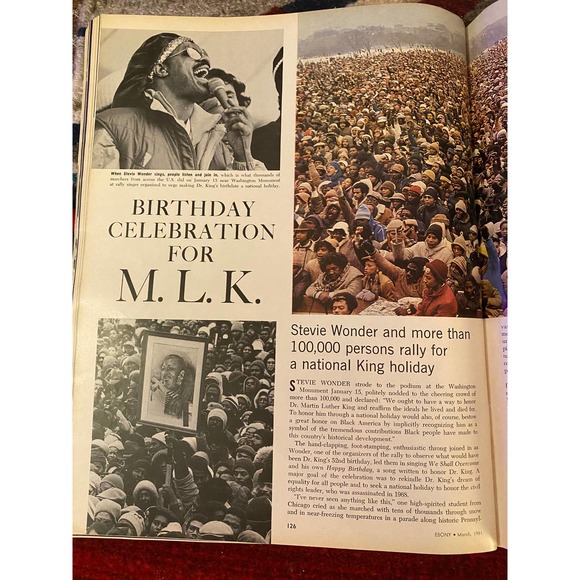 When Stevie Wonder sings, people listen and join in, which is what thousands of
marchers from across the U.S. did on January 15 near Washington Monument
at rally singer organized to urge making Dr. King's birthdate a national holiday.
BIRTHDAY
CELEBRATION
FOR
M. L. K.
Stevie Wonder and more than
100,000 persons rally for
a national King holiday
STEVIE WONDER strode to the podium at the Washington
Monument January 15, politely nodded to the cheering crowd of
more than 100,000 and declared: "We ought to have a way to honor
Dr. Martin Luther King and reaffirm the ideals he lived and died for.
To honor him through a national holiday would also, of course, bestow
a great honor on Black America by implicitly recognizing him as a
symbol of the tremendous contributions Black people have made to
this country's historical development."
The hand-clapping, foot-stamping, enthusiastic throng joined in as
Wonder, one of the organizers of the rally to observe what would have
been Dr. King's 52nd birthday, led them in singing We Shall Overcome
and his own Happy Birthday, a song written to honor Dr. King. A
major goal of the celebration was to rekindle Dr. King's dream of
equality for all people and to seek a national holiday to honor the civil
rights leader, who was assassinated in 1968.
"I've never seen anything like this," one high-spirited student from
Chicago cried as she marched with tens of thousands through snow
and in near-freezing temperatures in a parade along historic Pennsyl-
126
EBONY • March, 1981